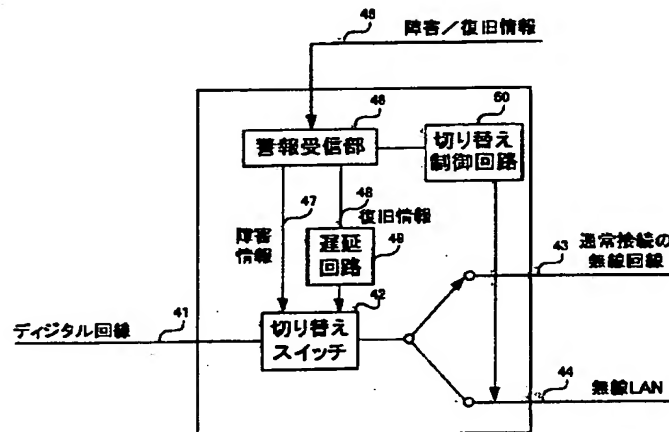 45
障害/復旧情報
46
警報受信部
50
切り替え
制御回路
47
障害
情報
48
復旧情報
遅延
回路
49
43
通常接続の
無線回線
ディジタル回線
41
42
切り替え
スイッチ
44
無線LAN